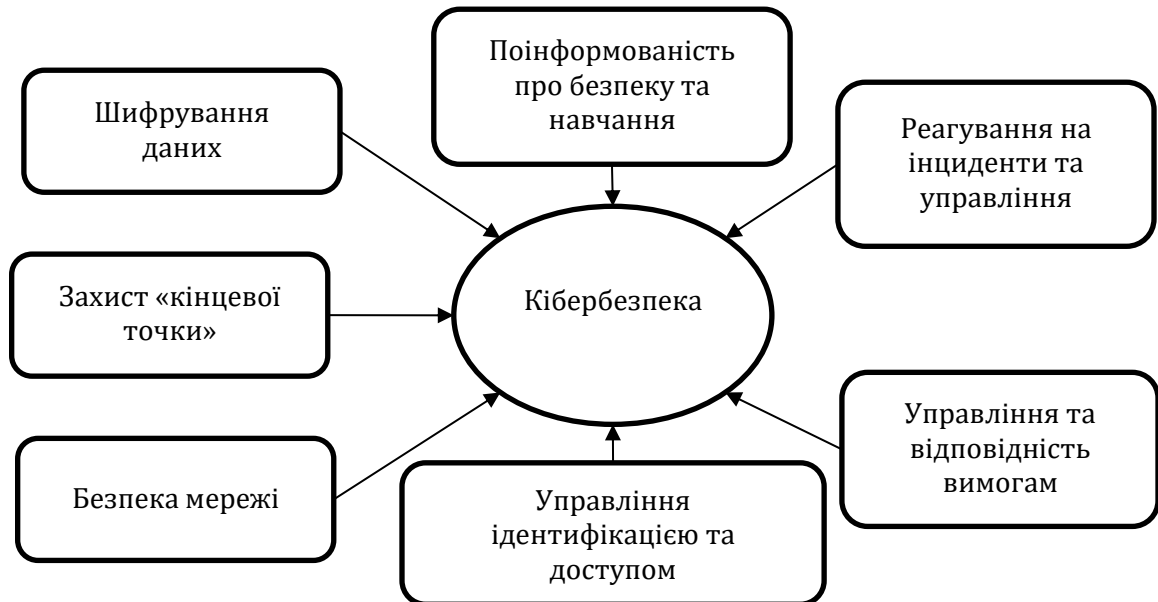 Поінформованість
про безпеку та
навчання
Шифрування
даних
Реагування на
інциденти та
управління
Захист «кінцевої
точки»
Кібербезпека
Управління та
відповідність
вимогам
Безпека мережі
Управління
ідентифікацією та
доступом